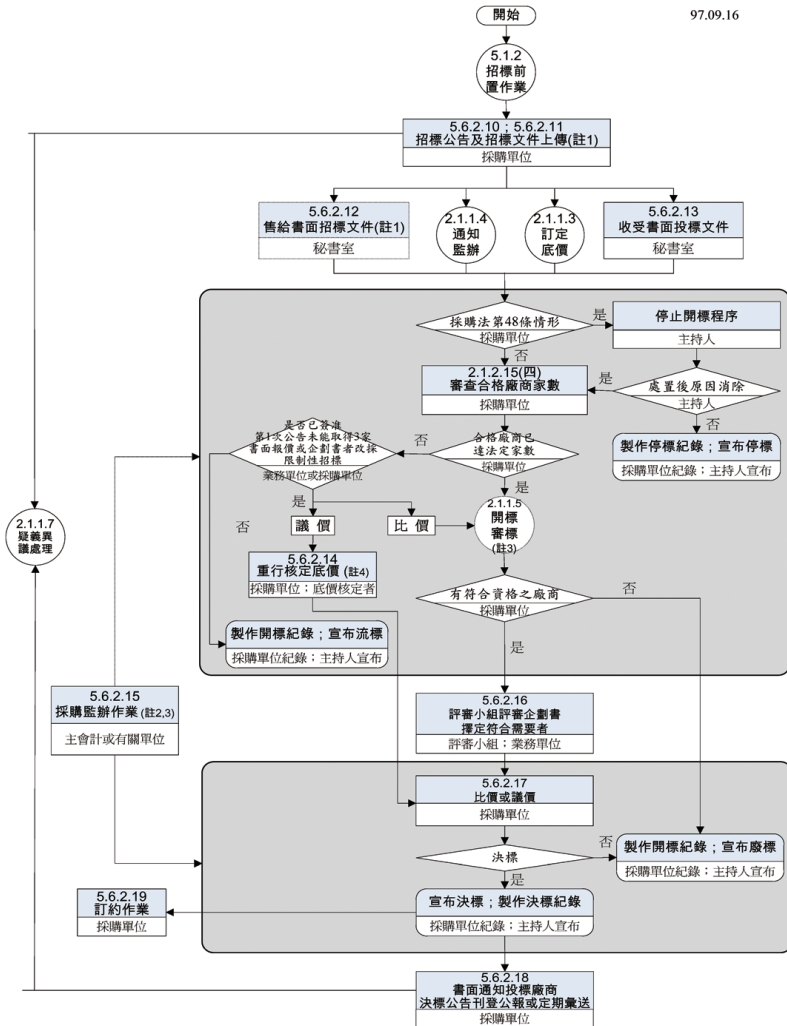 開始
97.09.16
5.1.2
招標前
置作業
5.6.2.10；5.6.2.11
招標公告及招標文件上傳(註1)
採購單位
5.6.2.12
售給書面招標文件(註1)
秘書室
2.1.1.4
通知
監辦
2.1.1.3
訂定
底價
5.6.2.13
收受書面投標文件
秘書室
採購法第48條情形
採購單位
是
停止開標程序
主持人
否
2.1.2.15(四)
審查合格廠商家數
採購單位
是
處置後原因消除
主持人
否
製作停標紀錄；宣布停標
採購單位紀錄；主持人宣布
是否已簽准
第1次公告未能取得3家
書面報價或企劃書者改採
限制性招標
業務單位或採購單位
否
合格廠商已
達法定家數
採購單位
是
是
否
議價
比價
2.1.1.5
開標
審標
(註3)
2.1.1.7
疑義異
議處理
5.6.2.14
重行核定底價 (註4)
採購單位；底價核定者
有符合資格之廠商
採購單位
否
是
製作開標紀錄；宣布流標
採購單位紀錄；主持人宣布
5.6.2.15
採購監辦作業 (註2,3)
主會計或有關單位
5.6.2.16
評審小組評審企劃書
擇定符合需要者
評審小組；業務單位
5.6.2.17
比價或議價
採購單位
決標
否
製作開標紀錄；宣布廢標
採購單位紀錄；主持人宣布
是
5.6.2.19
訂約作業
採購單位
宣布決標；製作決標紀錄
採購單位紀錄；主持人宣布
5.6.2.18
書面通知投標廠商
決標公告刊登公報或定期彙送
採購單位